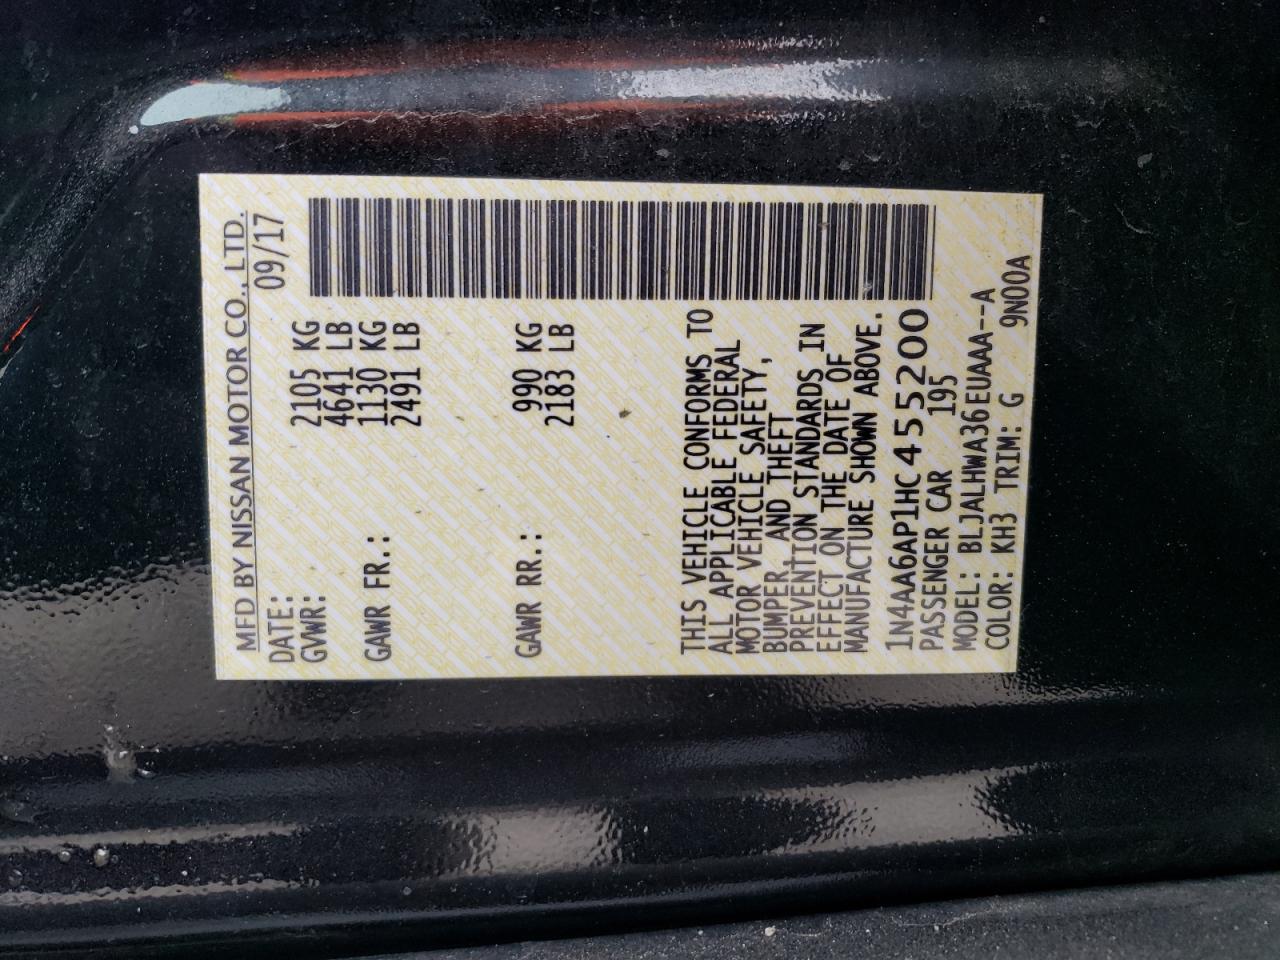 MFD BY NISSAN MOTOR CO., LTD.
DATE: 09/17
GVWR: 2105 KG
4641 LB
GAWR FR.: 1130 KG
2491 LB
GAWR RR.: 990 KG
2183 LB
THIS VEHICLE CONFORMS TO
ALL APPLICABLE FEDERAL
MOTOR VEHICLE SAFETY,
BUMPER, AND THEFT
PREVENTION STANDARDS IN
EFFECT ON THE DATE OF
MANUFACTURE SHOWN ABOVE.
1N4AA6AP1HC455200
PASSENGER CAR 195
MODEL: BLJALHWA36EUAAA--A
COLOR: KH3 TRIM: G 9N00A